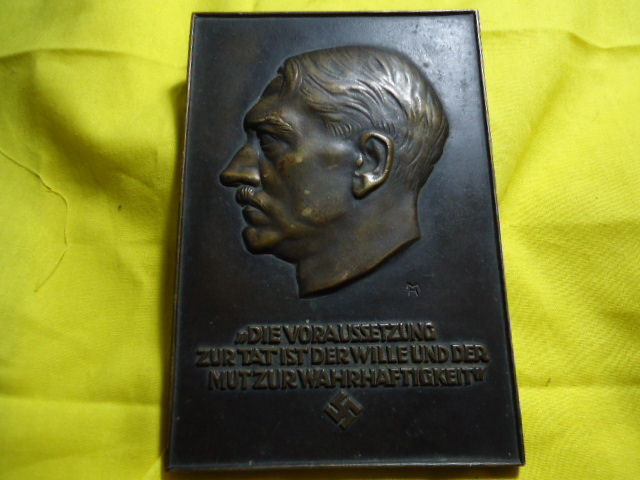 „DIE VORAUSSETZUNG
ZUR TAT IST DER WILLE UND DER
MUT ZUR WAHRHAFTIGKEIT“